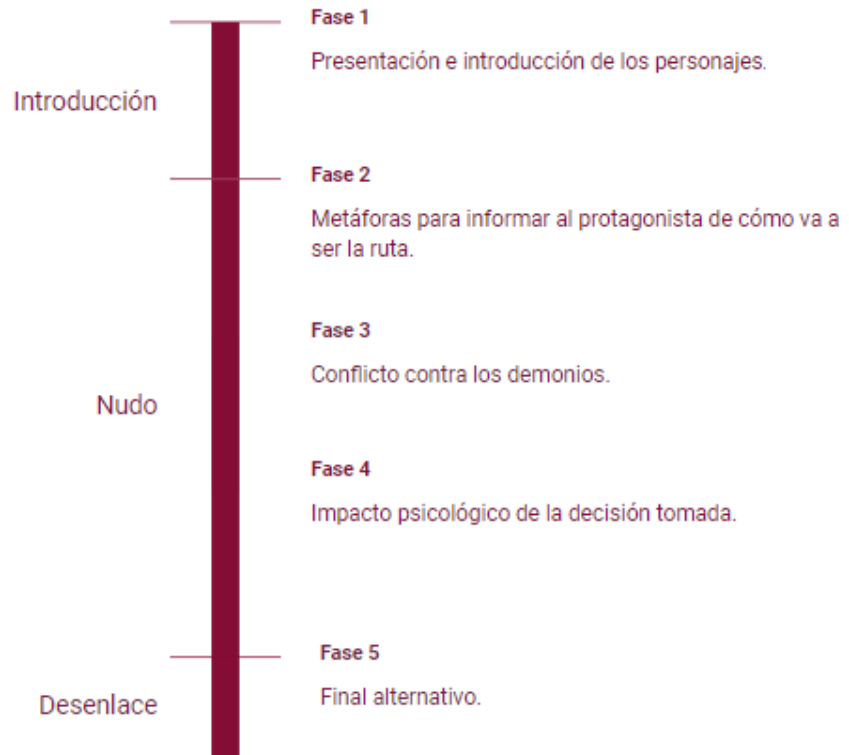 Fase 1
Presentación e introducción de los personajes.
Introducción
Fase 2
Metáforas para informar al protagonista de cómo va a
ser la ruta.
Fase 3
Conflicto contra los demonios.
Nudo
Fase 4
Impacto psicológico de la decisión tomada.
Fase 5
Final alternativo.
Desenlace